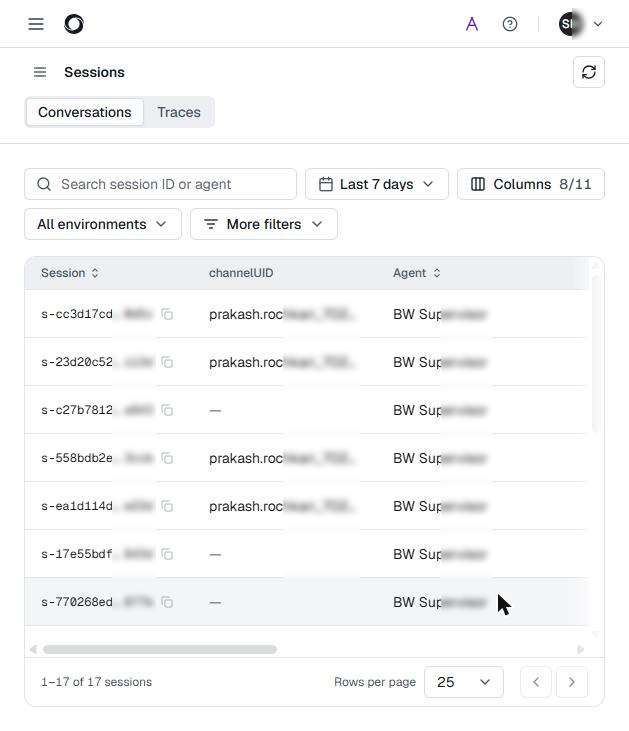 Sessions
Conversations Traces
Search session ID or agent Last 7 days Columns 8/11
All environments More filters
Session channelUID Agent
s-cc3d17cd prakash.roc BW Sup
s-23d20c52 prakash.roc BW Sup
s-c27b7812 — BW Sup
s-558bdb2e prakash.roc BW Sup
s-ea1d114d prakash.roc BW Sup
s-17e55bdf — BW Sup
s-770268ed — BW Sup
1–17 of 17 sessions Rows per page 25